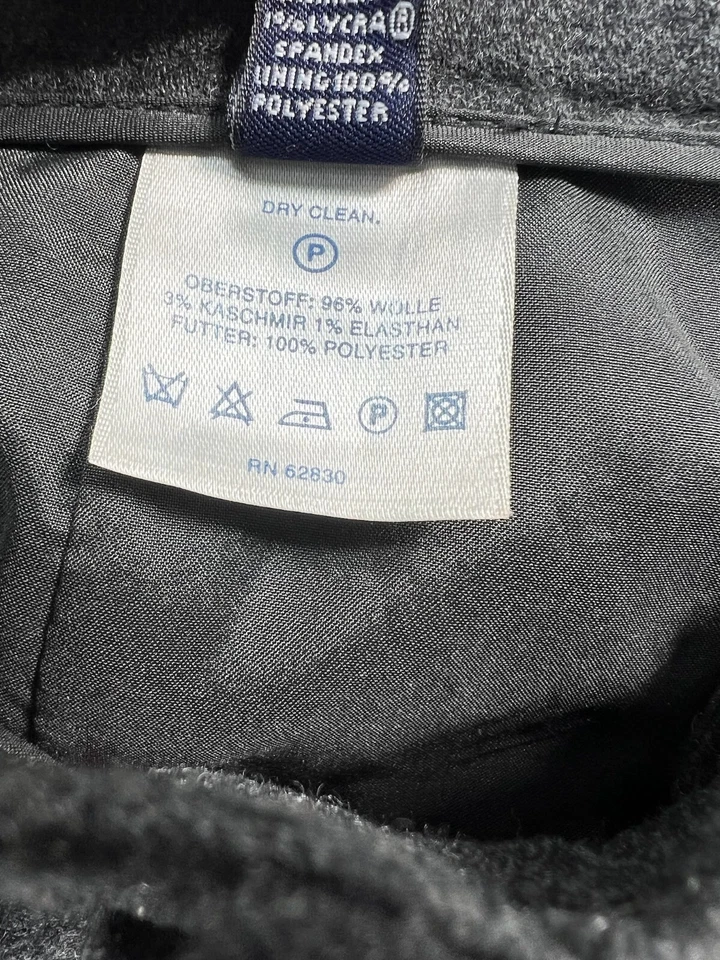 1% LYCRA®
SPANDEX
LINING 100%
POLYESTER
DRY CLEAN.
P
OBERSTOFF: 96% WOLLE
3% KASCHMIR 1% ELASTHAN
FUTTER: 100% POLYESTER
P
RN 62830